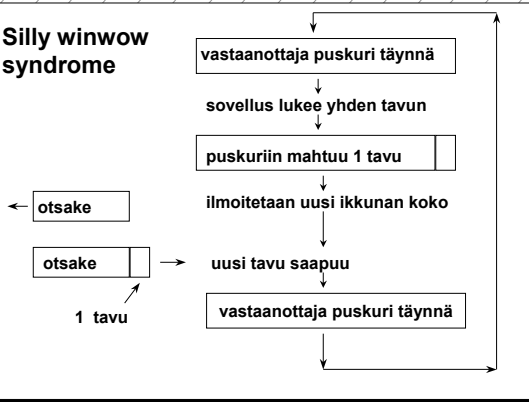 Silly winwow
syndrome
vastaanottaja puskuri täynnä
sovellus lukee yhden tavun
puskuriin mahtuu 1 tavu
ilmoitetaan uusi ikkunan koko
otsake
otsake
uusi tavu saapuu
1 tavu
vastaanottaja puskuri täynnä